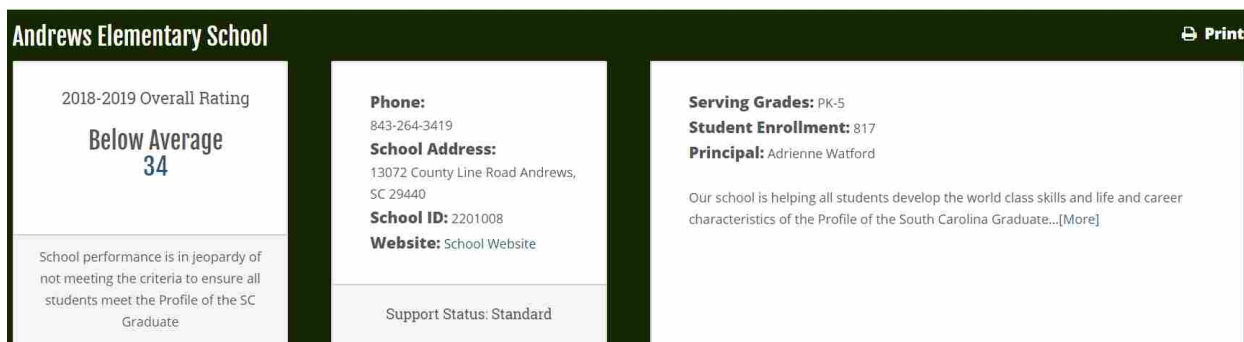 Andrews Elementary School
Print
2018-2019 Overall Rating
Below Average
34
School performance is in jeopardy of
not meeting the criteria to ensure all
students meet the Profile of the SC
Graduate
Phone:
843-264-3419
School Address:
13072 County Line Road Andrews,
SC 29440
School ID: 2201008
Website: School Website
Support Status: Standard
Serving Grades: PK-5
Student Enrollment: 817
Principal: Adrienne Watford
Our school is helping all students develop the world class skills and life and career
characteristics of the Profile of the South Carolina Graduate...[More]